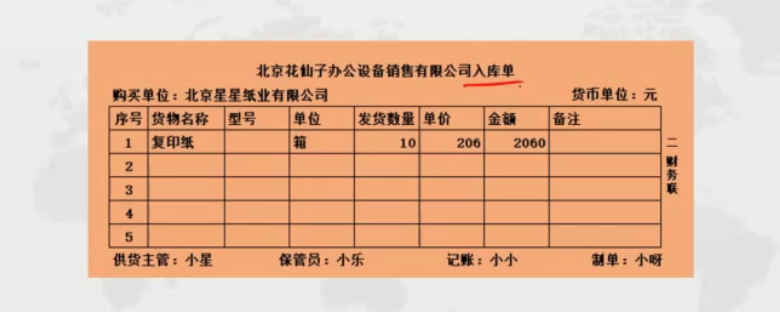 北京花仙子办公设备销售有限公司入库单
购买单位：北京星星纸业有限公司 货币单位：元
序号 货物名称 型号 单位 发货数量 单价 金额 备注
1 复印纸 箱 10 206 2060
2
3
4
5
二 财务联
供货主管：小星 保管员：小乐 记账：小小 制单：小呀